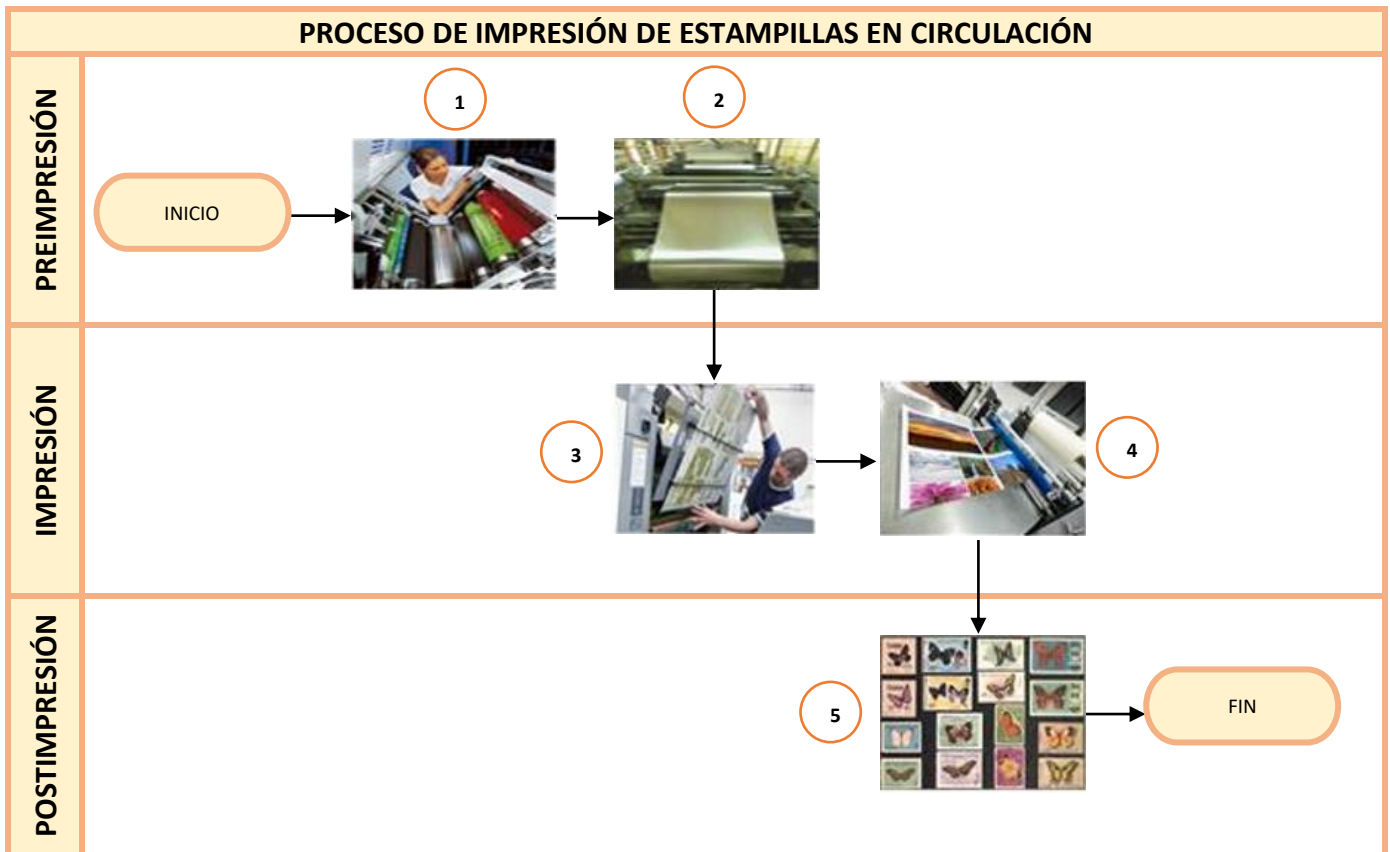 PROCESO DE IMPRESIÓN DE ESTAMPILLAS EN CIRCULACIÓN
PREIMPRESIÓN
INICIO
1
2
IMPRESIÓN
3
4
POSTIMPRESIÓN
5
FIN